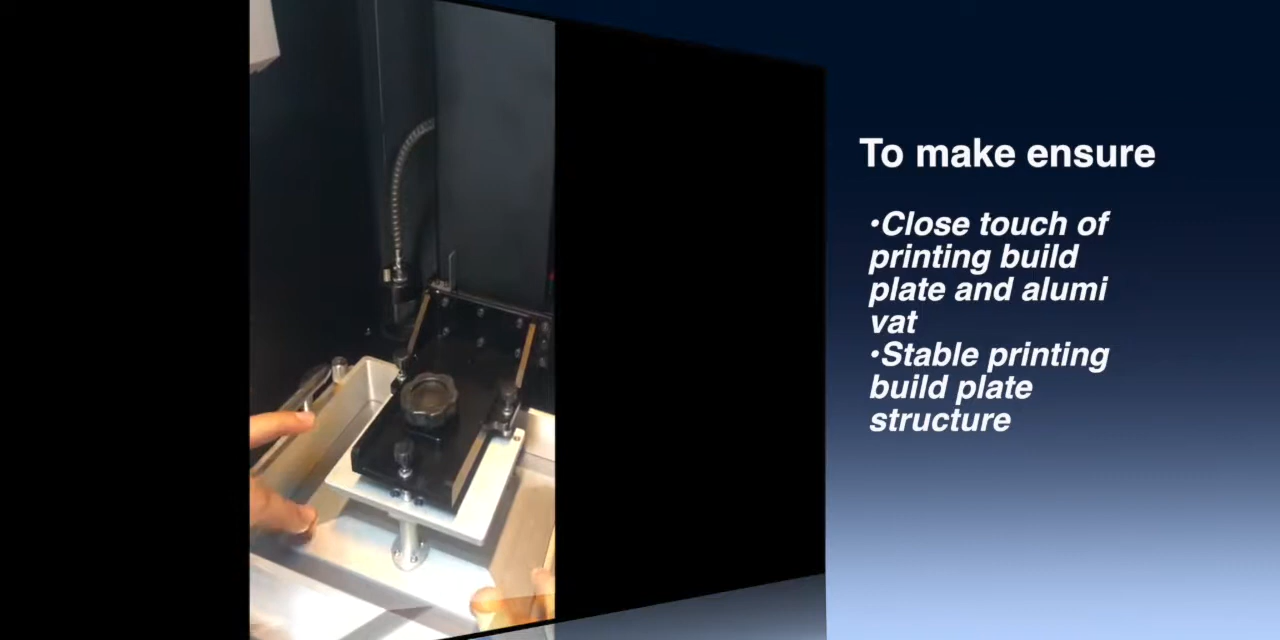 To make ensure
•Close touch of
printing build
plate and alumi
vat
•Stable printing
build plate
structure